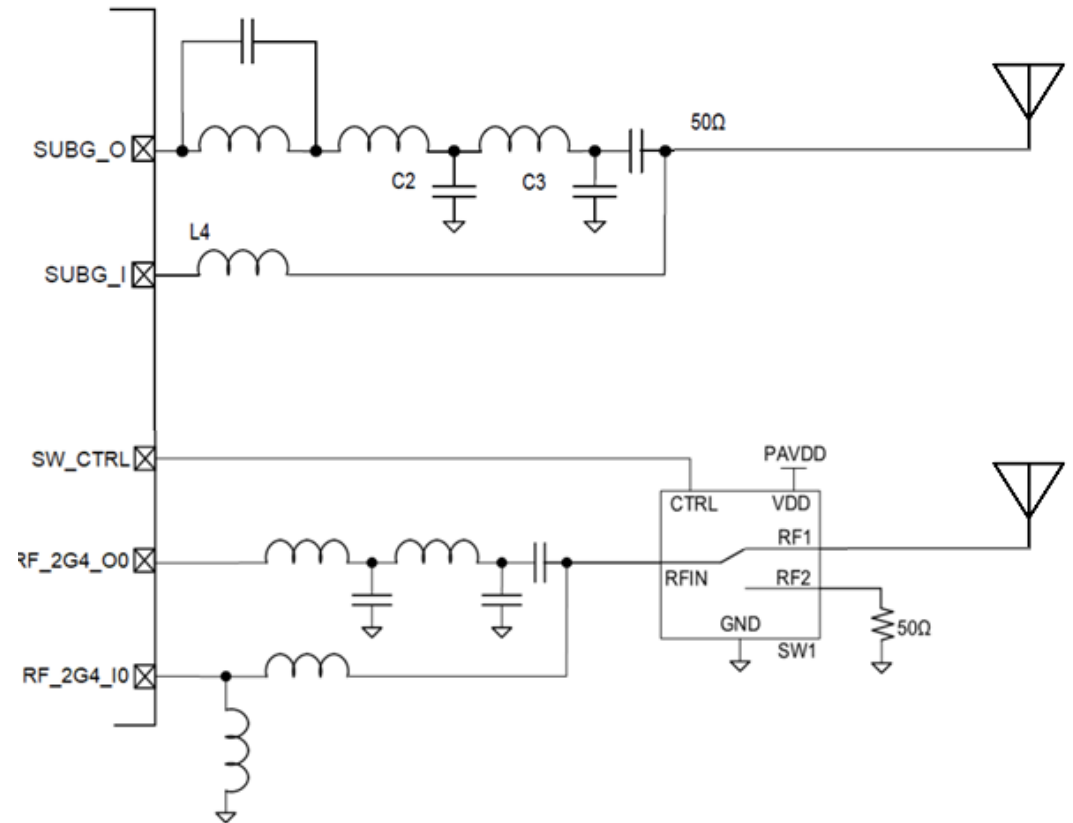 SUBG_O
50Ω
C2
C3
L4
SUBG_I
SW_CTRL
PAVDD
CTRL
VDD
RF1
RF_2G4_O0
RFIN
RF2
GND
50Ω
SW1
RF_2G4_I0